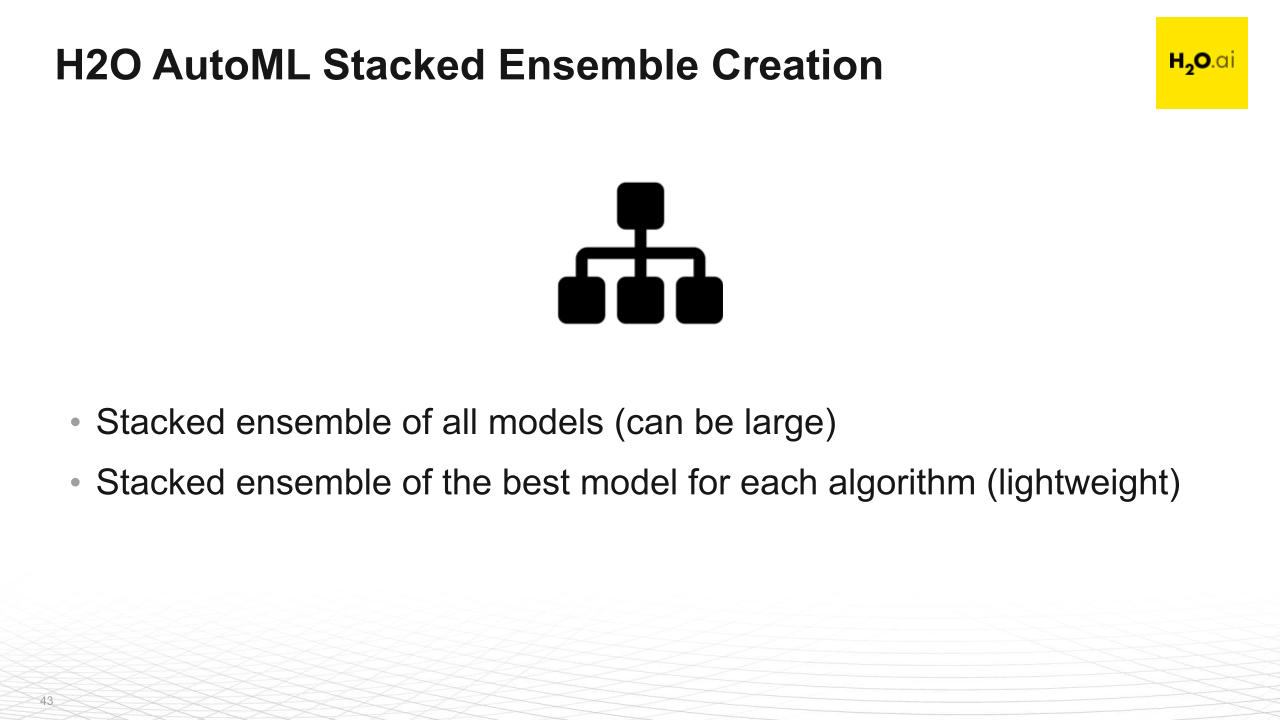 H2O AutoML Stacked Ensemble Creation
H2O.ai
• Stacked ensemble of all models (can be large)
• Stacked ensemble of the best model for each algorithm (lightweight)
43